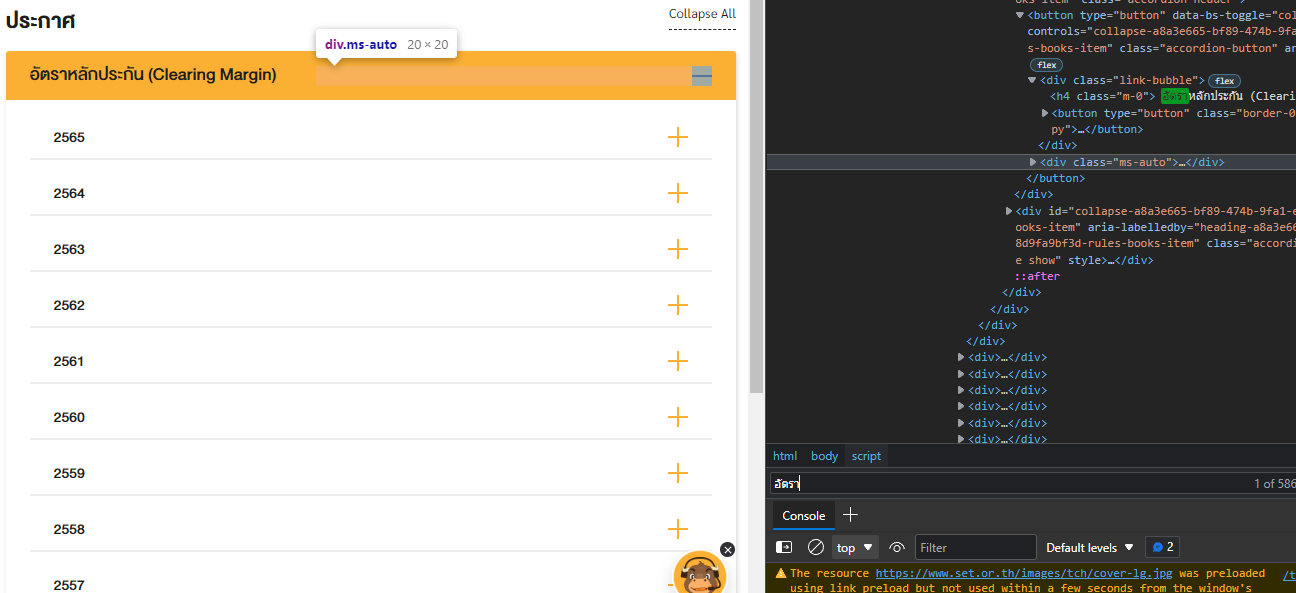 ประกาศ
Collapse All
div.ms-auto 20 × 20
อัตราหลักประกัน (Clearing Margin)
2565
2564
2563
2562
2561
2560
2559
2558
2557
<button type="button" data-bs-toggle="col
controls="collapse-a8a3e665-bf89-474b-9fa
s-books-item" class="accordion-button" ar
flex
<div class="link-bubble"> flex
<h4 class="m-0"> อัตราหลักประกัน (Cleari
<button type="button" class="border-0
py">…</button>
</div>
<div class="ms-auto">…</div>
</button>
</div>
<div id="collapse-a8a3e665-bf89-474b-9fa1-e
ooks-item" aria-labelledby="heading-a8a3e66
8d9fa9bf3d-rules-books-item" class="accordi
e show" style>…</div>
::after
</div>
</div>
</div>
</div>
<div>…</div>
<div>…</div>
<div>…</div>
<div>…</div>
<div>…</div>
<div>…</div>
html body script
อัตรา 1 of 586
Console
top Filter Default levels 2
The resource https://www.set.or.th/images/tch/cover-lg.jpg was preloaded /t
using link preload but not used within a few seconds from the window's